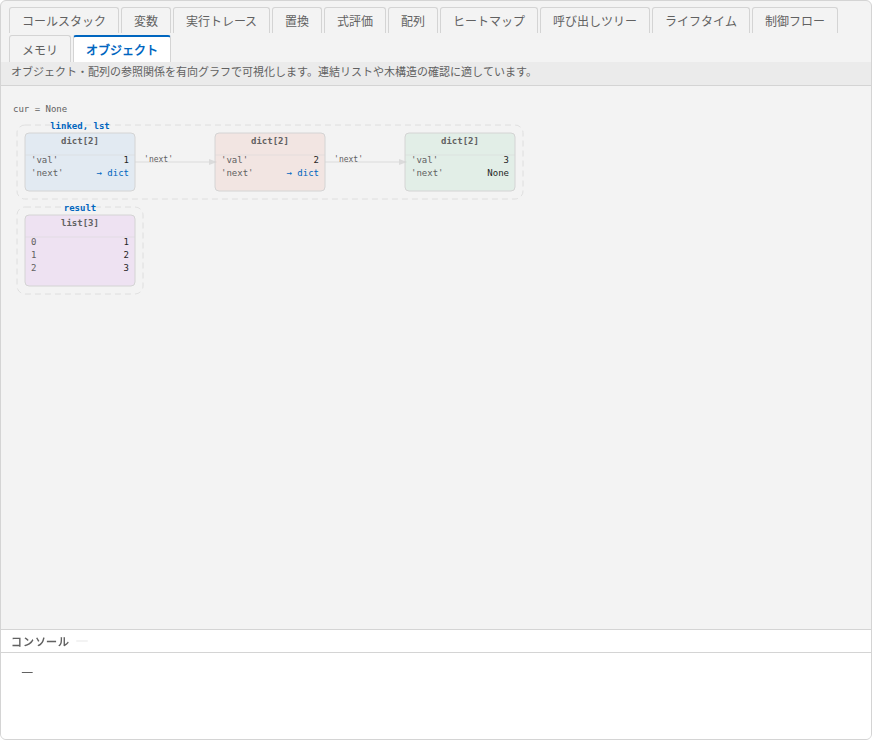 コールスタック 変数 実行トレース 置換 式評価 配列 ヒートマップ 呼び出しツリー ライフタイム 制御フロー
メモリ オブジェクト
オブジェクト・配列の参照関係を有向グラフで可視化します。連結リストや木構造の確認に適しています。
cur = None
linked, lst
dict[2] dict[2] dict[2]
'val' 1 'next' 'val' 2 'next' 'val' 3
'next' → dict 'next' → dict 'next' None
result
list[3]
0 1
1 2
2 3
コンソール —
—